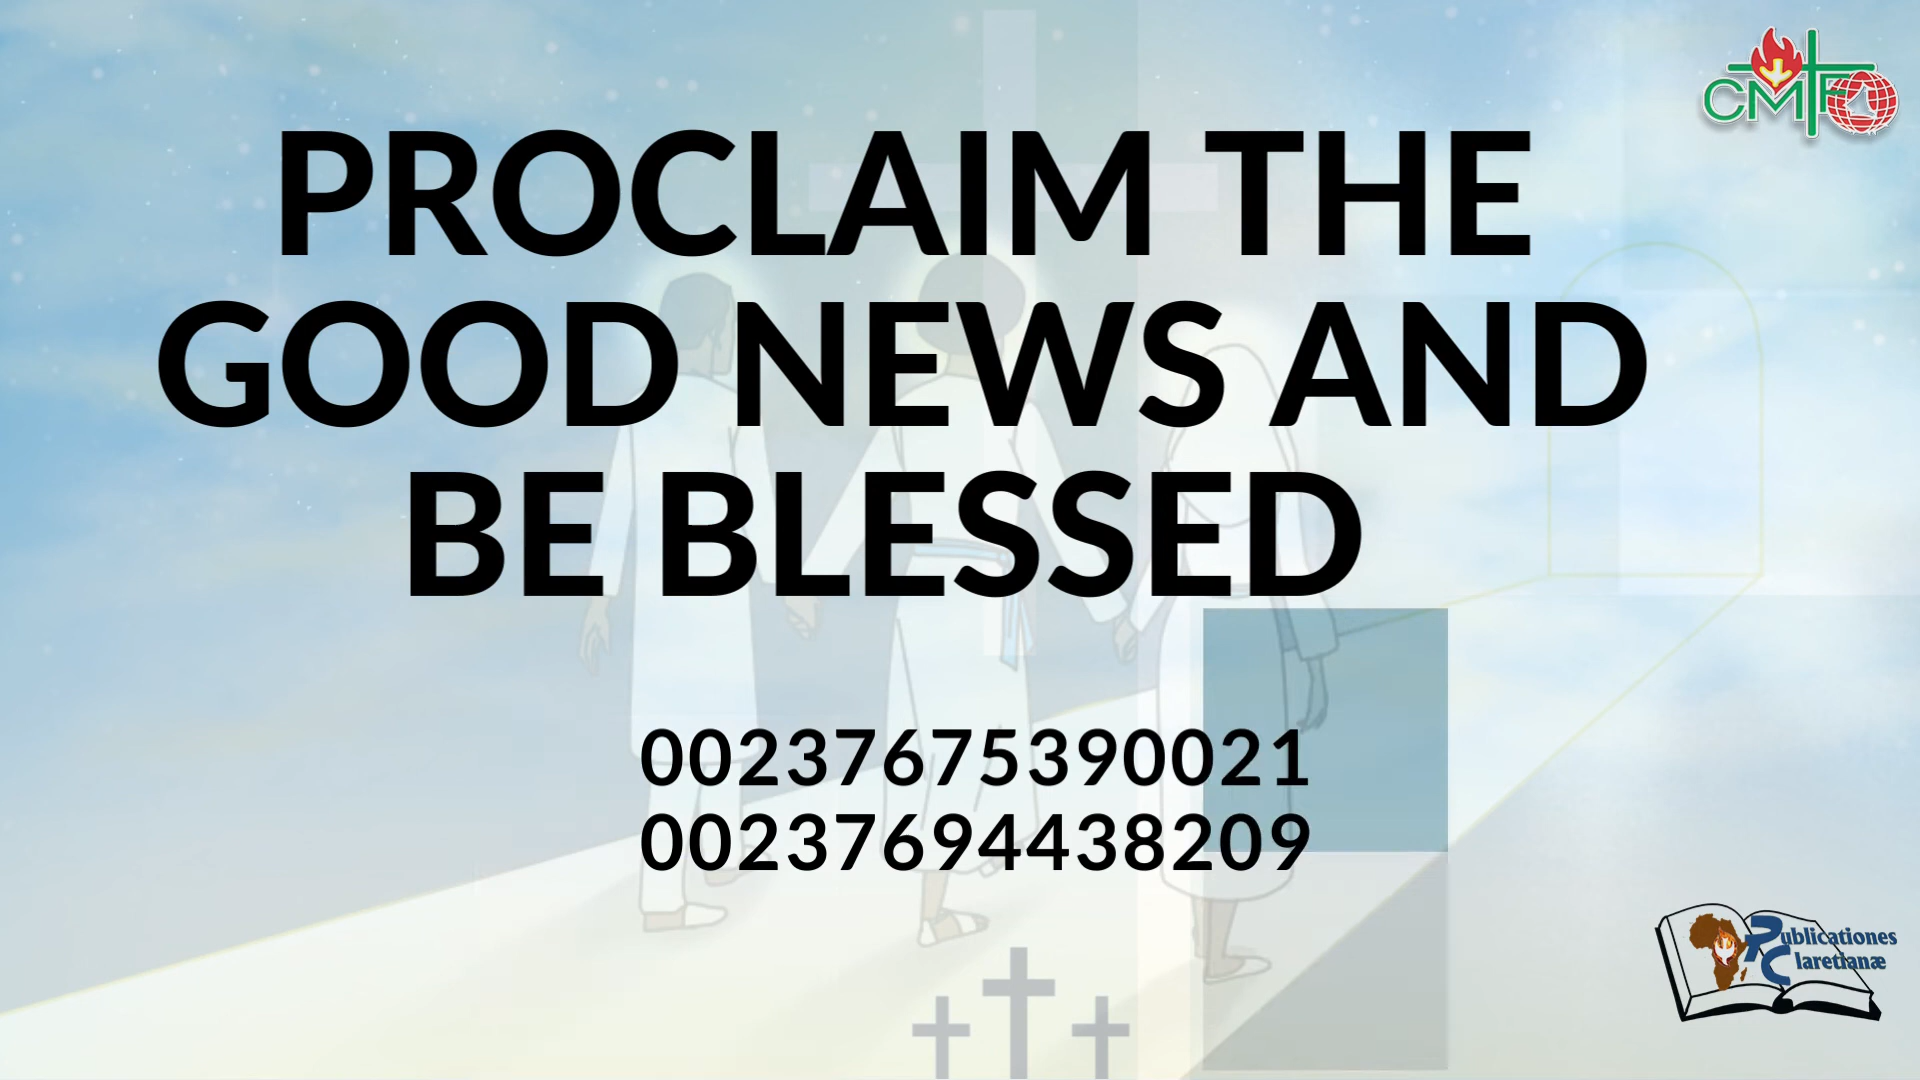 CMF
PROCLAIM THE
GOOD NEWS AND
BE BLESSED
00237675390021
00237694438209
Publicationes
Claretianæ